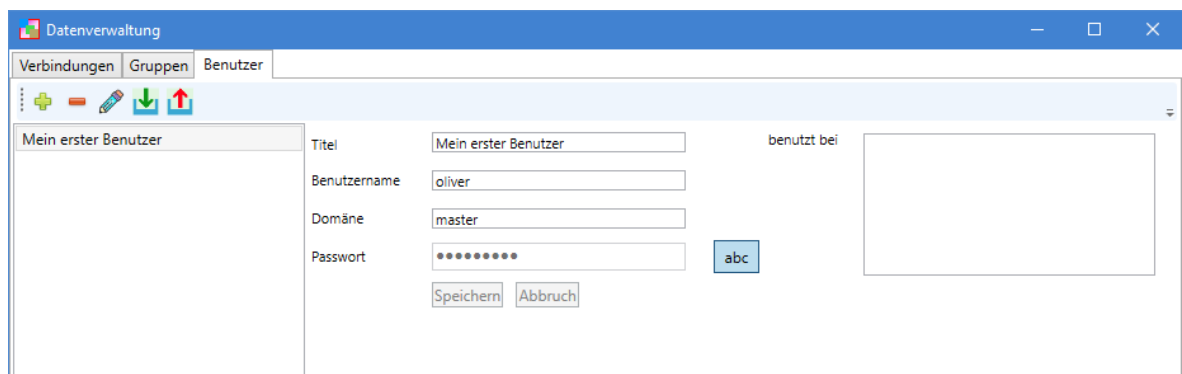 Datenverwaltung
Verbindungen Gruppen Benutzer
Mein erster Benutzer
Titel Mein erster Benutzer benutzt bei
Benutzername oliver
Domäne master
Passwort ●●●●●●●●● abc
Speichern Abbruch